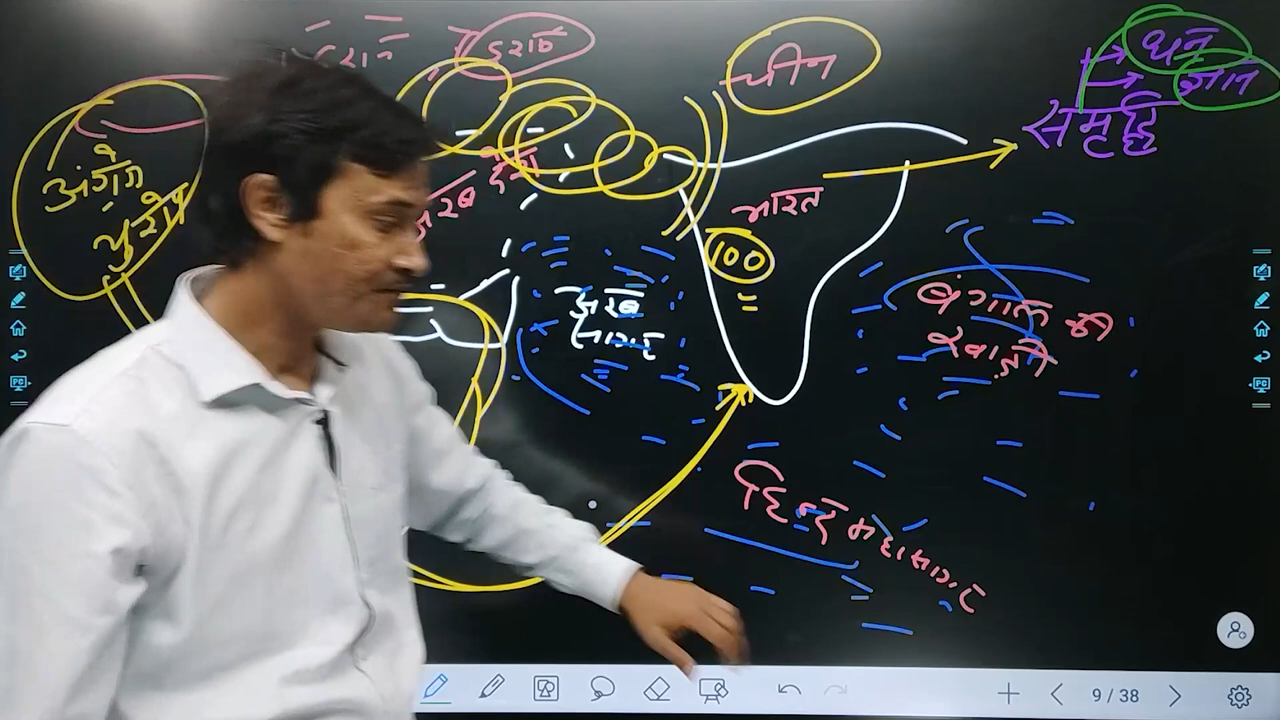 इराक
चीन
धन
ज्ञान
समृद्धि
अंग्रेज
युरोप
अरब देश
भारत
100
अरब
सागर
बंगाल की
खाड़ी
हिन्द महासागर
9 / 38